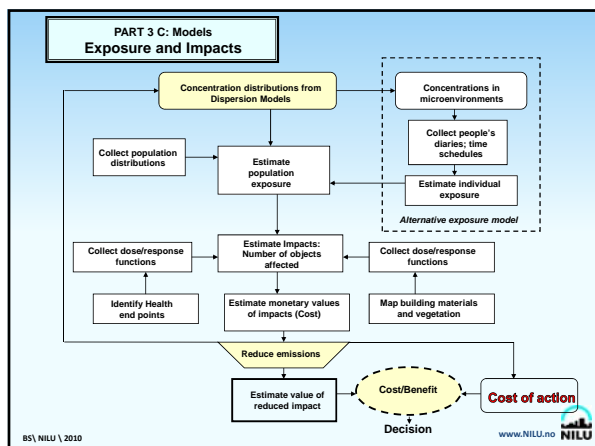 PART 3 C: Models
Exposure and Impacts
Concentration distributions from
Dispersion Models
Concentrations in
microenvironments
Collect people's
diaries; time
schedules
Collect population
distributions
Estimate
population
exposure
Estimate individual
exposure
Alternative exposure model
Collect dose/response
functions
Estimate Impacts:
Number of objects
affected
Collect dose/response
functions
Identify Health
end points
Estimate monetary values
of impacts (Cost)
Map building materials
and vegetation
Reduce emissions
Estimate value of
reduced impact
Cost/Benefit
Cost of action
Decision
BS\ NILU \ 2010
www.NILU.no
NILU